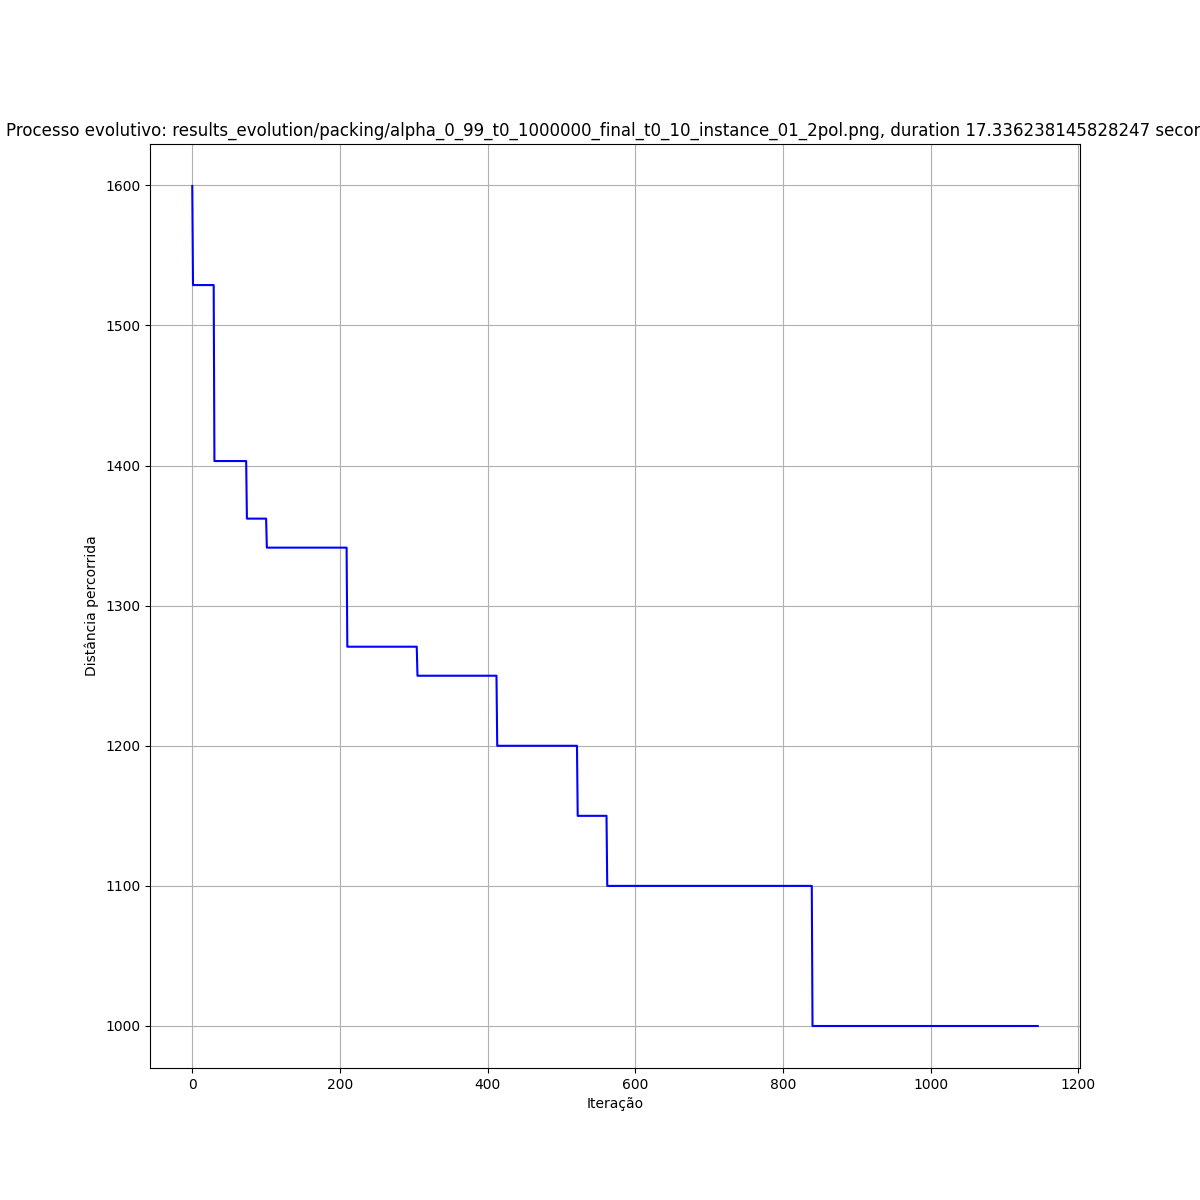 Processo evolutivo: results_evolution/packing/alpha_0_99_t0_1000000_final_t0_10_instance_01_2pol.png, duration 17.336238145828247 secor
1600
1500
1400
1300
1200
1100
1000
Distância percorrida
0 200 400 600 800 1000 1200
Iteração